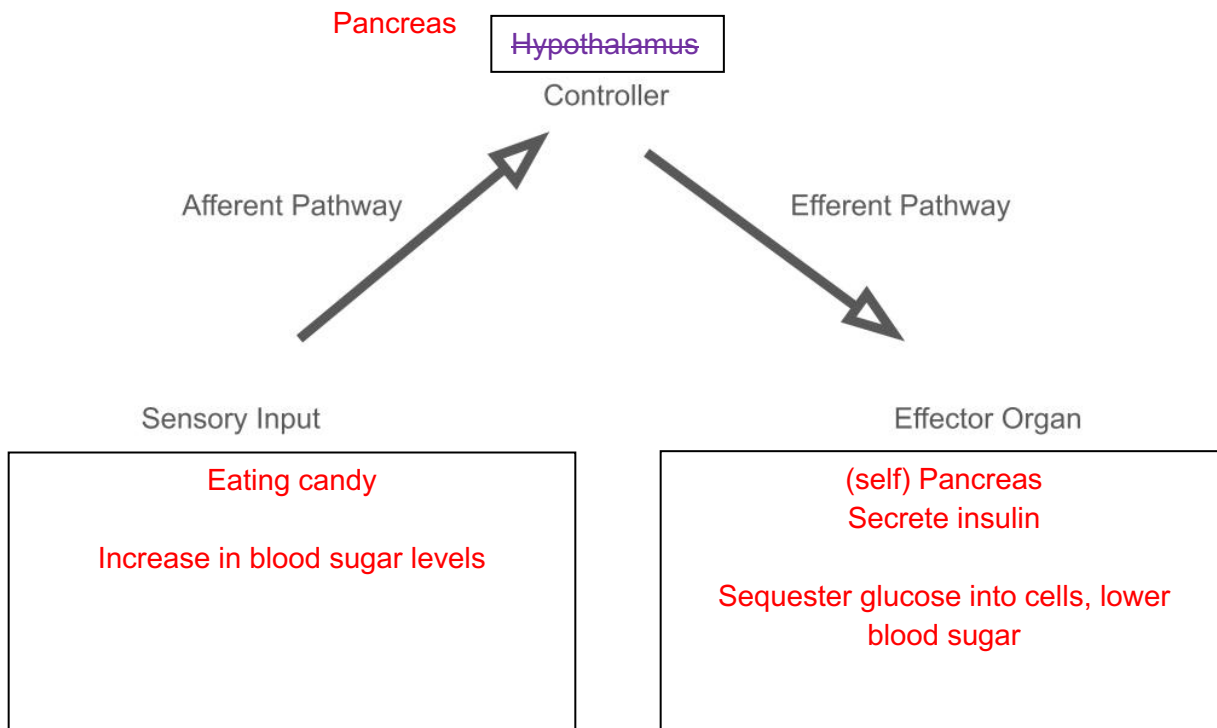 Pancreas
Hypothalamus
Controller
Afferent Pathway
Efferent Pathway
Sensory Input
Effector Organ
Eating candy
Increase in blood sugar levels
(self) Pancreas
Secrete insulin
Sequester glucose into cells, lower
blood sugar